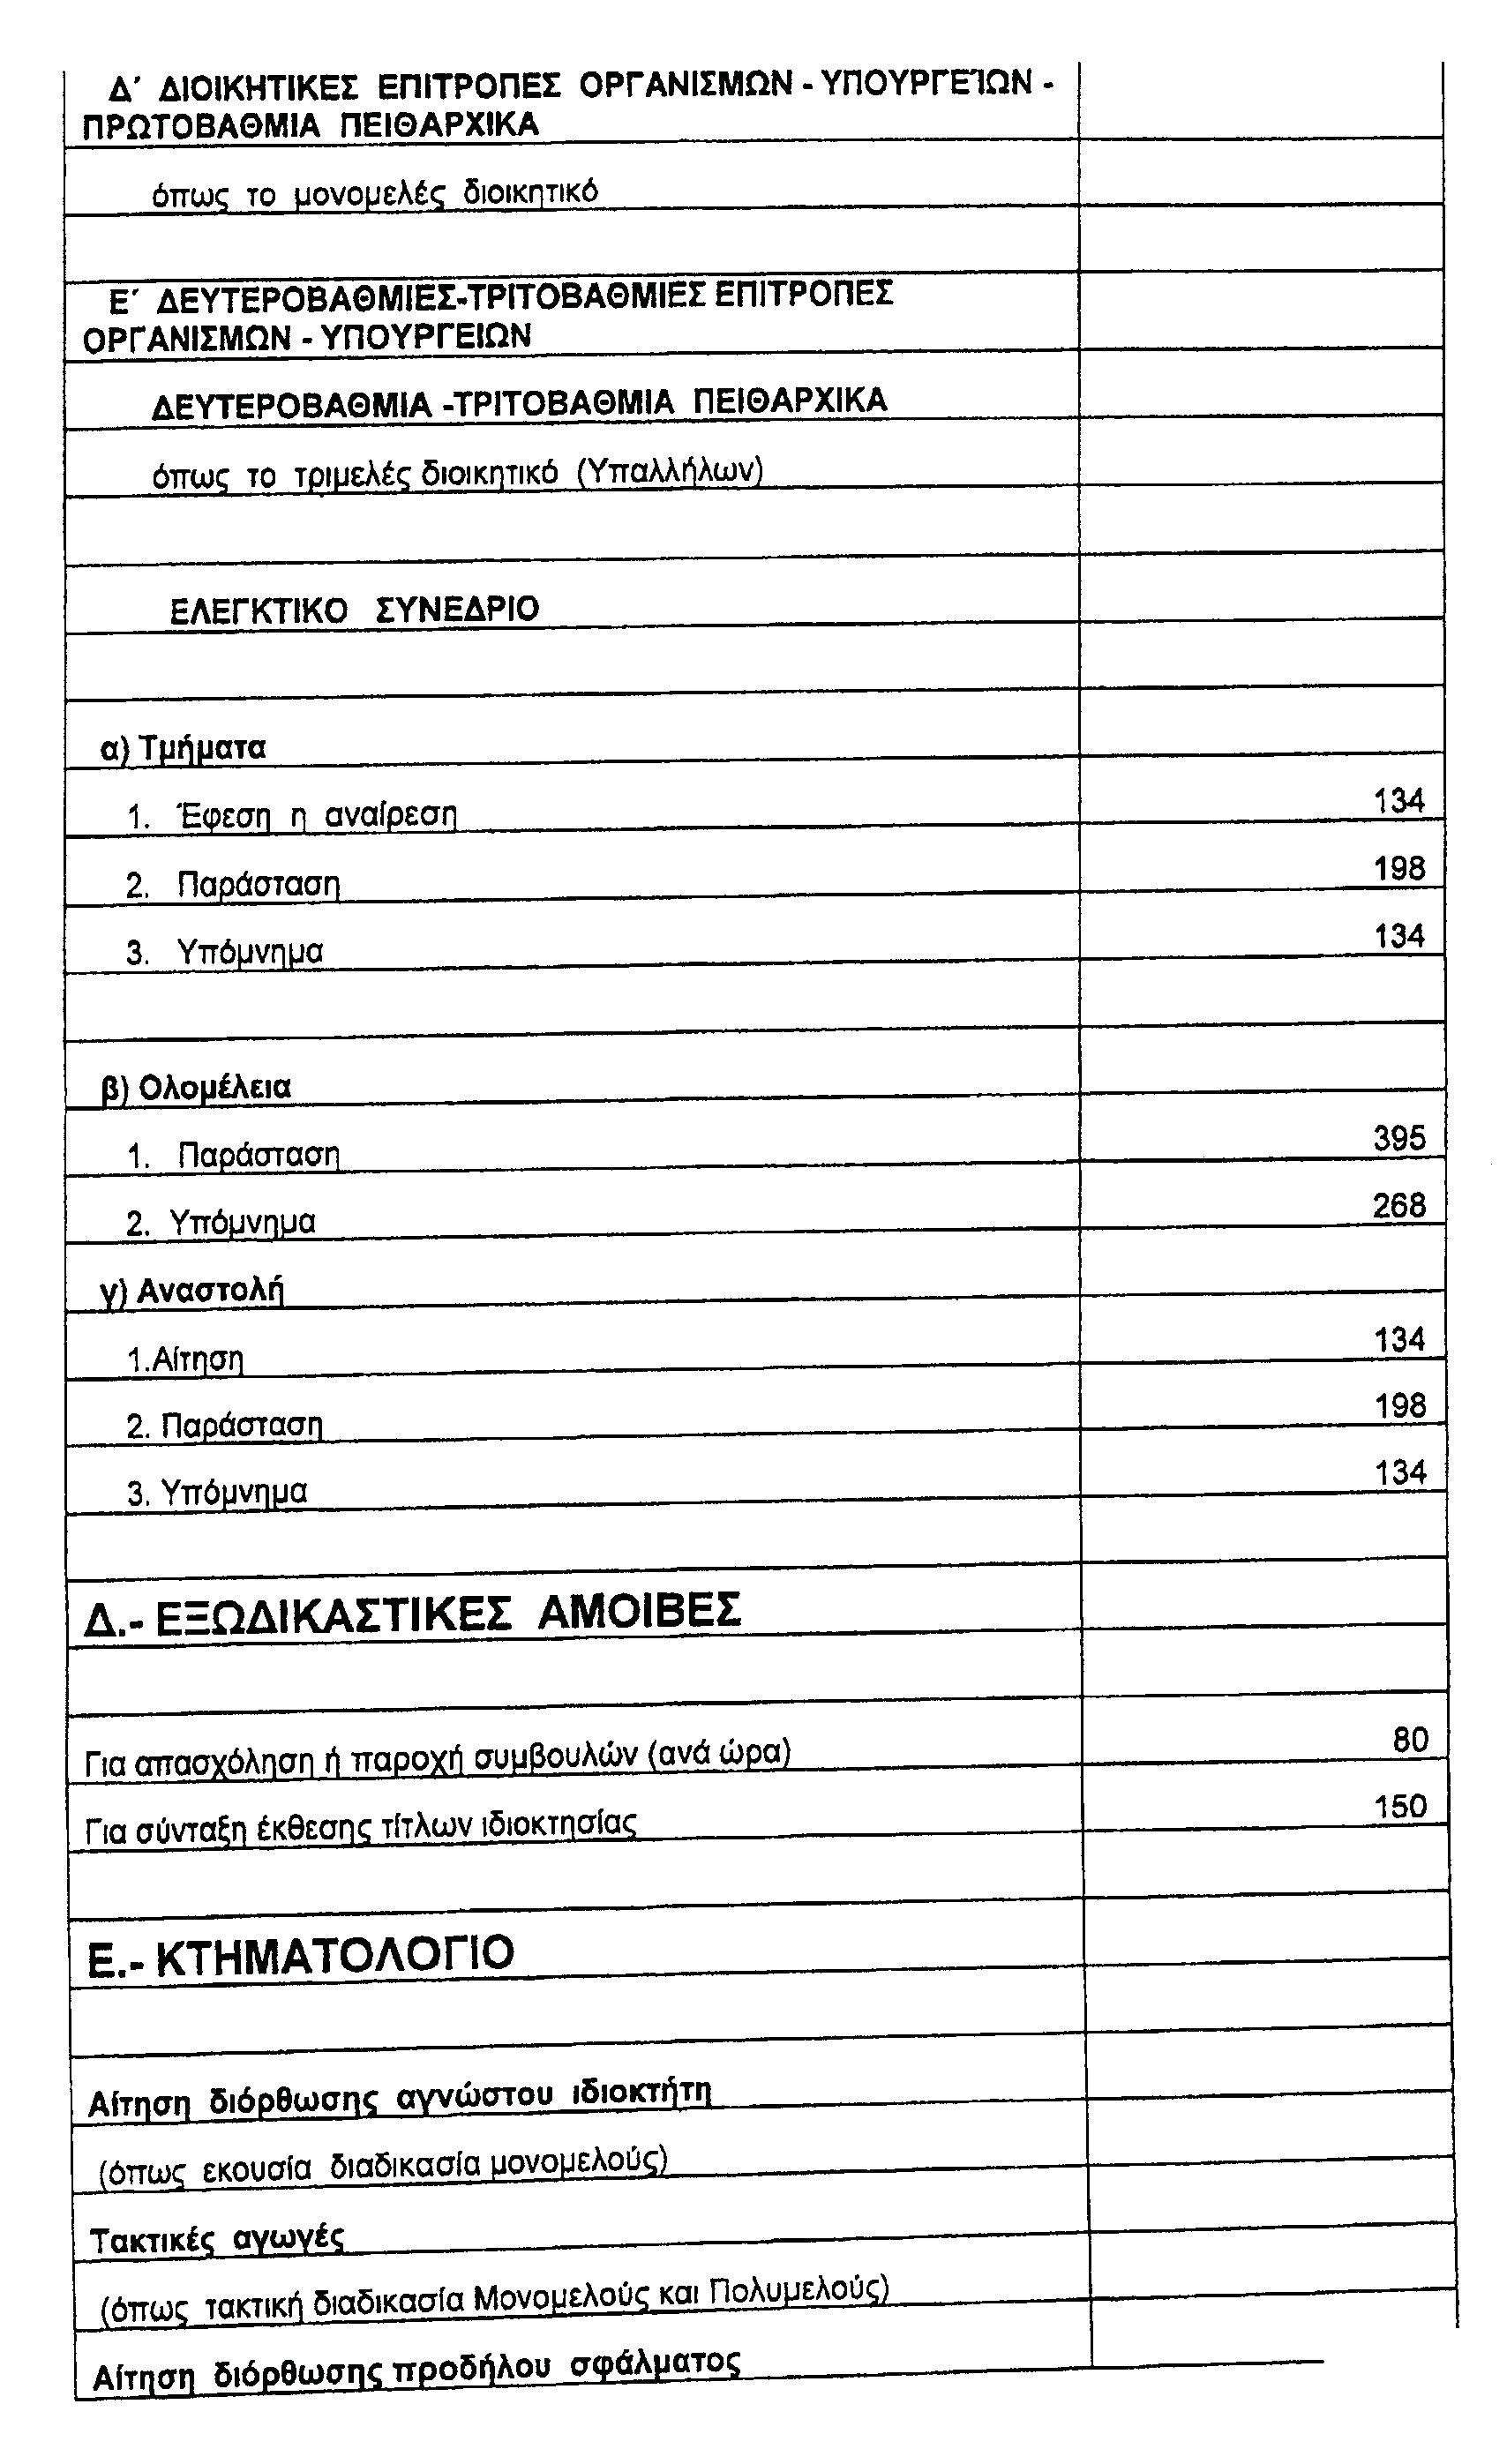 Δ΄ ΔΙΟΙΚΗΤΙΚΕΣ ΕΠΙΤΡΟΠΕΣ ΟΡΓΑΝΙΣΜΩΝ - ΥΠΟΥΡΓΕΊΩΝ -
ΠΡΩΤΟΒΑΘΜΙΑ ΠΕΙΘΑΡΧΙΚΑ
όπως το μονομελές διοικητικό
Ε΄ ΔΕΥΤΕΡΟΒΑΘΜΙΕΣ-ΤΡΙΤΟΒΑΘΜΙΕΣ ΕΠΙΤΡΟΠΕΣ
ΟΡΓΑΝΙΣΜΩΝ - ΥΠΟΥΡΓΕΙΩΝ
ΔΕΥΤΕΡΟΒΑΘΜΙΑ -ΤΡΙΤΟΒΑΘΜΙΑ ΠΕΙΘΑΡΧΙΚΑ
όπως το τριμελές διοικητικό (Υπαλλήλων)
ΕΛΕΓΚΤΙΚΟ ΣΥΝΕΔΡΙΟ
α) Τμήματα
1. Έφεση η αναίρεση 134
2. Παράσταση 198
3. Υπόμνημα 134
β) Ολομέλεια
1. Παράσταση 395
2. Υπόμνημα 268
γ) Αναστολή
1.Αίτηση 134
2. Παράσταση 198
3. Υπόμνημα 134
Δ.- ΕΞΩΔΙΚΑΣΤΙΚΕΣ ΑΜΟΙΒΕΣ
Για απασχόληση ή παροχή συμβουλών (ανά ώρα) 80
Για σύνταξη έκθεσης τίτλων ιδιοκτησίας 150
Ε.- ΚΤΗΜΑΤΟΛΟΓΙΟ
Αίτηση διόρθωσης αγνώστου ιδιοκτήτη
(όπως εκουσία διαδικασία μονομελούς)
Τακτικές αγωγές
(όπως τακτική διαδικασία Μονομελούς και Πολυμελούς)
Αίτηση διόρθωσης προδήλου σφάλματος